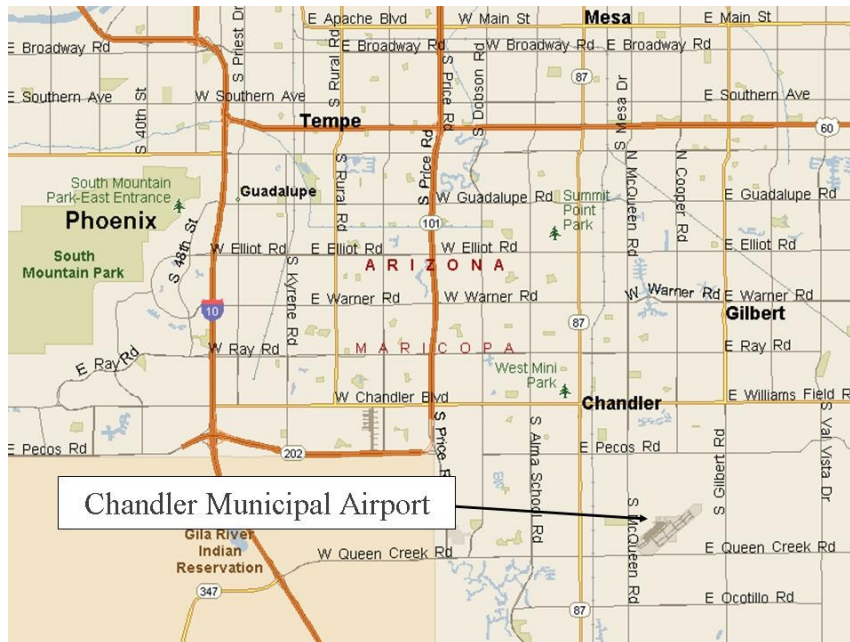 E Apache Blvd
W Main St
Mesa
E Main St
E Broadway Rd
S Priest Dr
S Rural Rd
E Broadway Rd
W Broadway Rd
E Broadway Rd
S Price Rd
S Dobson Rd
87
E Southern Ave
S 40th St
W Southern Ave
S Mesa Dr
E Southern Ave
Tempe
60
South Mountain
Park-East Entrance
Guadalupe
S Rural Rd
S Price Rd
W Guadalupe Rd
Summit
Point
Park
N McQueen Rd
N Cooper Rd
E Guadalupe Rd
Phoenix
101
South
Mountain Park
S 48th St
W Elliot Rd
E Elliot Rd
W Elliot Rd
E Elliot Rd
ARIZONA
S Kyrene Rd
E Warner Rd
W Warner Rd
W Warner Rd
E Warner Rd
10
87
Gilbert
E Ray Rd
W Ray Rd
MARICOPA
E Ray Rd
West Mini
Park
W Chandler Blvd
Chandler
E Williams Field R
E Pecos Rd
202
S Price R
S Alma School Rd
E Pecos Rd
S Gilbert Rd
S Val Vista Dr
Chandler Municipal Airport
S McQueen Rd
Gila River
Indian
Reservation
W Queen Creek Rd
E Queen Creek Rd
347
87
E Ocotillo Rd